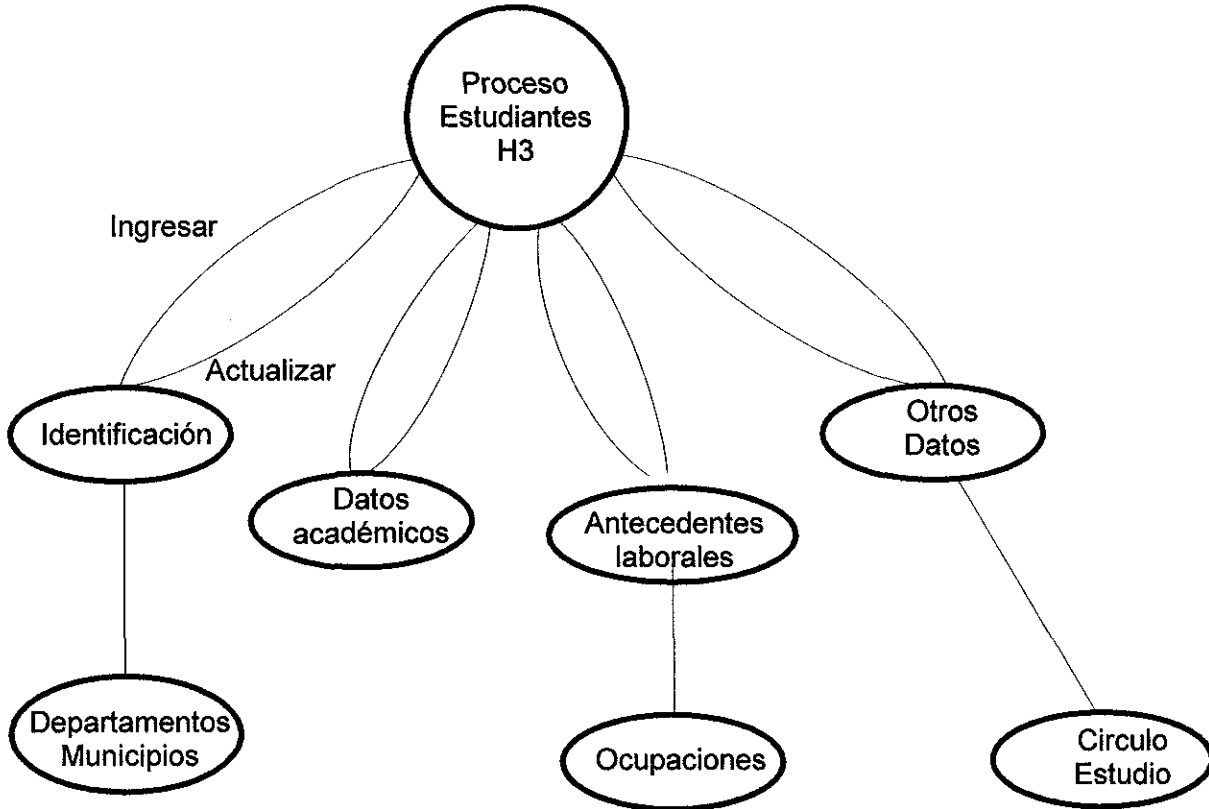 Proceso
Estudiantes
H3
Ingresar
Actualizar
Identificación
Otros
Datos
Datos
académicos
Antecedentes
laborales
Departamentos
Municipios
Ocupaciones
Circulo
Estudio